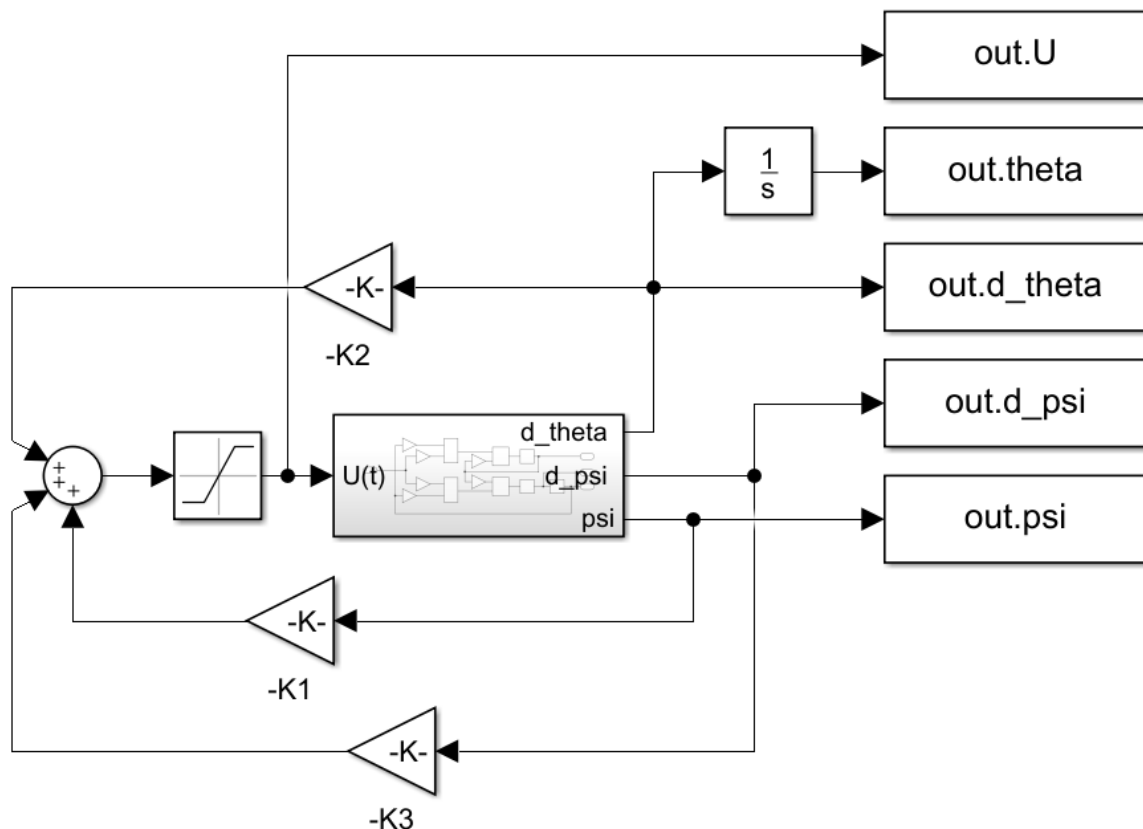 out.U
1
s
out.theta
-K-
out.d_theta
-K2
out.d_psi
d_theta
U(t)
d_psi
psi
+
+
+
out.psi
-K-
-K1
-K-
-K3